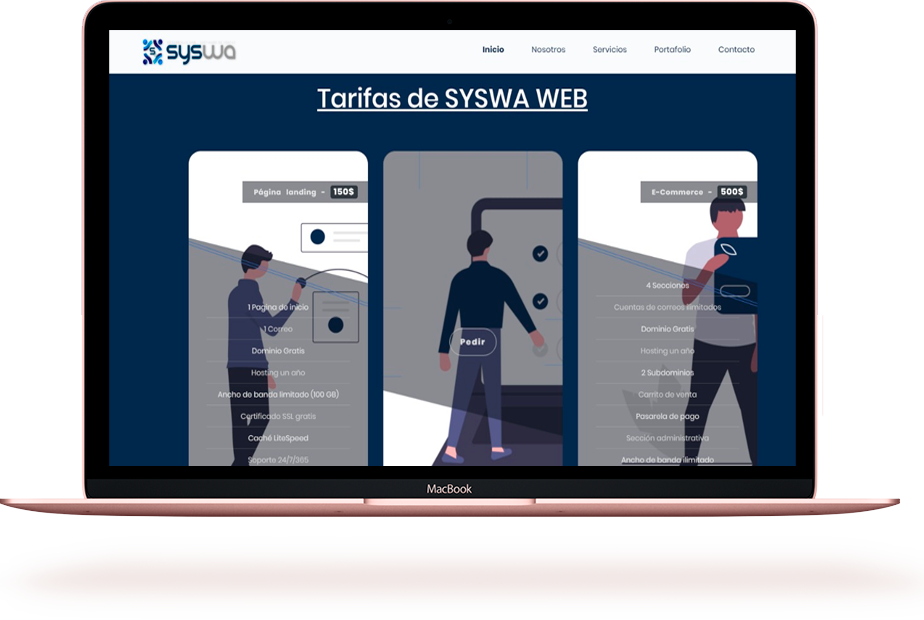 syswa
Inicio Nosotros Servicios Portafolio Contacto
Tarifas de SYSWA WEB
Página landing - 150$
1 Pagina de inicio
1 Correo
Dominio Gratis
Hosting un año
Ancho de banda limitado (100 GB)
Certificado SSL gratis
Caché LiteSpeed
Soporte 24/7/365
Pedir
E-Commerce - 500$
4 Secciones
Cuentas de correos limitados
Dominio Gratis
Hosting un año
2 Subdominios
Carrito de venta
Pasarela de pago
Sección administrativa
Ancho de banda ilimitado
MacBook